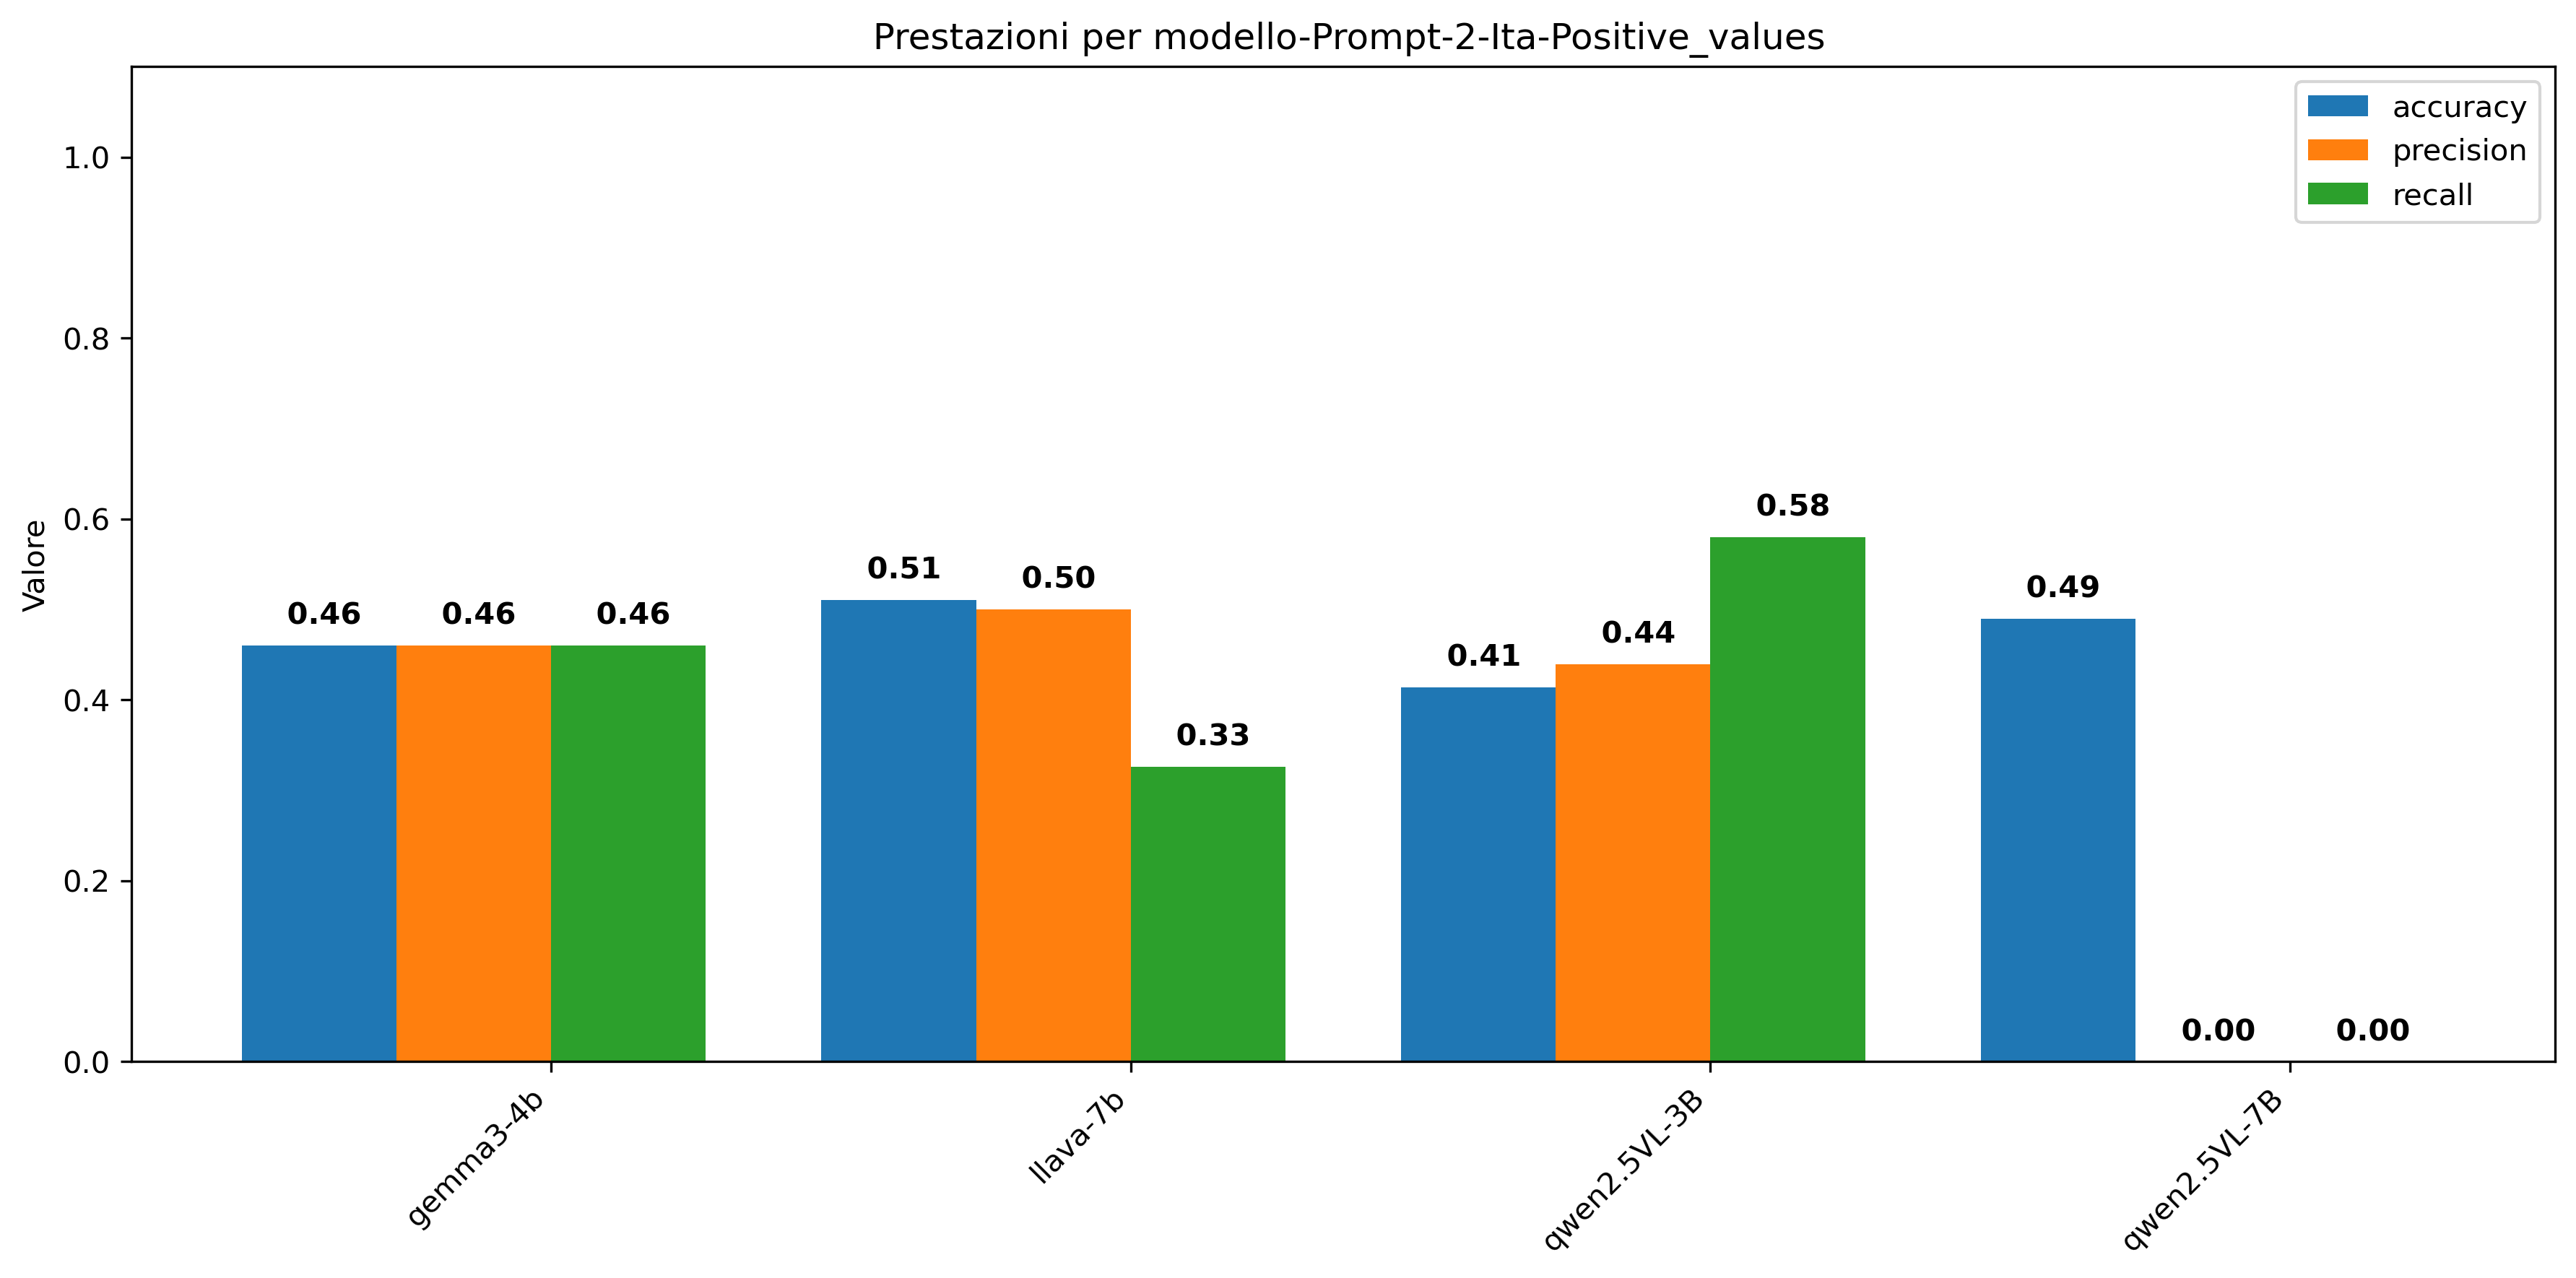 Prestazioni per modello-Prompt-2-Ita-Positive_values
accuracy
precision
recall
Valore
1.0
0.8
0.6
0.4
0.2
0.0
0.46 0.46 0.46
0.51 0.50 0.33
0.41 0.44 0.58
0.49 0.00 0.00
gemma3-4b
llava-7b
qwen2.5VL-3B
qwen2.5VL-7B